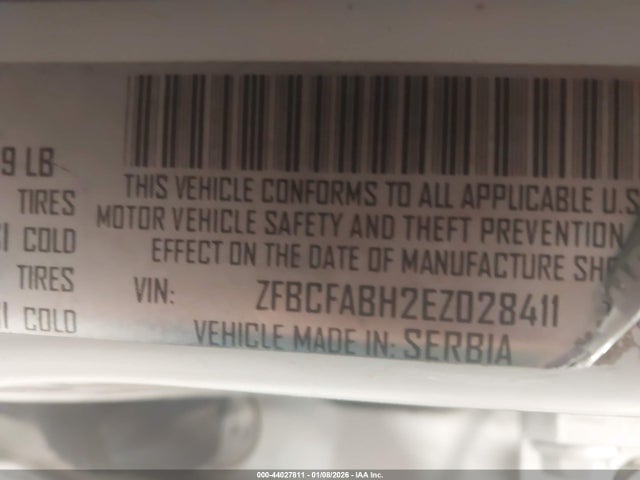 9 LB
TIRES
COLD
TIRES
COLD
THIS VEHICLE CONFORMS TO ALL APPLICABLE U.S
MOTOR VEHICLE SAFETY AND THEFT PREVENTION
EFFECT ON THE DATE OF MANUFACTURE SH
VIN: ZFBCFABH2EZ028411
VEHICLE MADE IN: SERBIA
000-44027811 - 01/08/2026 - IAA Inc.